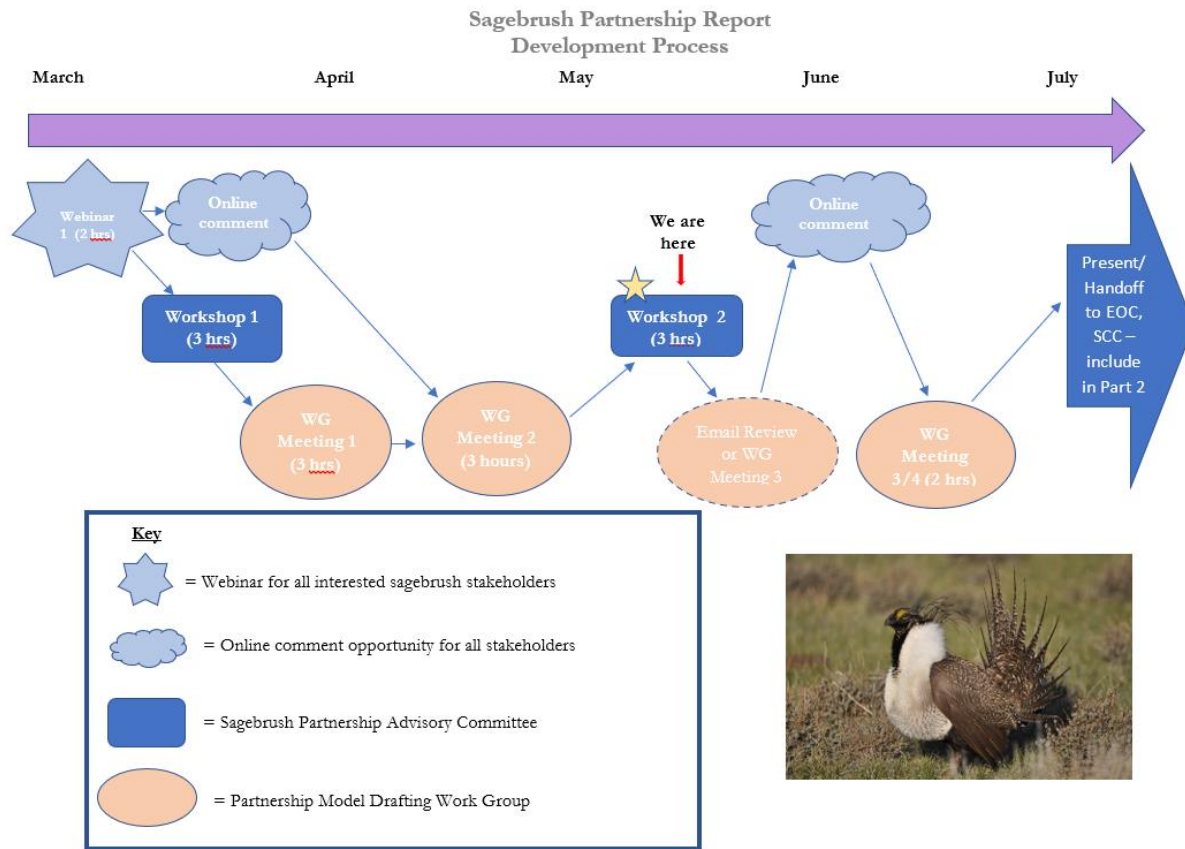 Sagebrush Partnership Report
Development Process
March
April
May
June
July
Webinar
1 (2 hrs)
Online
comment
Workshop 1
(3 hrs)
WG
Meeting 1
(3 hrs)
WG
Meeting 2
(3 hours)
We are
here
Workshop 2
(3 hrs)
Email Review
or WG
Meeting 3
Online
comment
WG
Meeting
3/4 (2 hrs)
Present/
Handoff
to EOC,
SCC –
include
in Part 2
Key
= Webinar for all interested sagebrush stakeholders
= Online comment opportunity for all stakeholders
= Sagebrush Partnership Advisory Committee
= Partnership Model Drafting Work Group